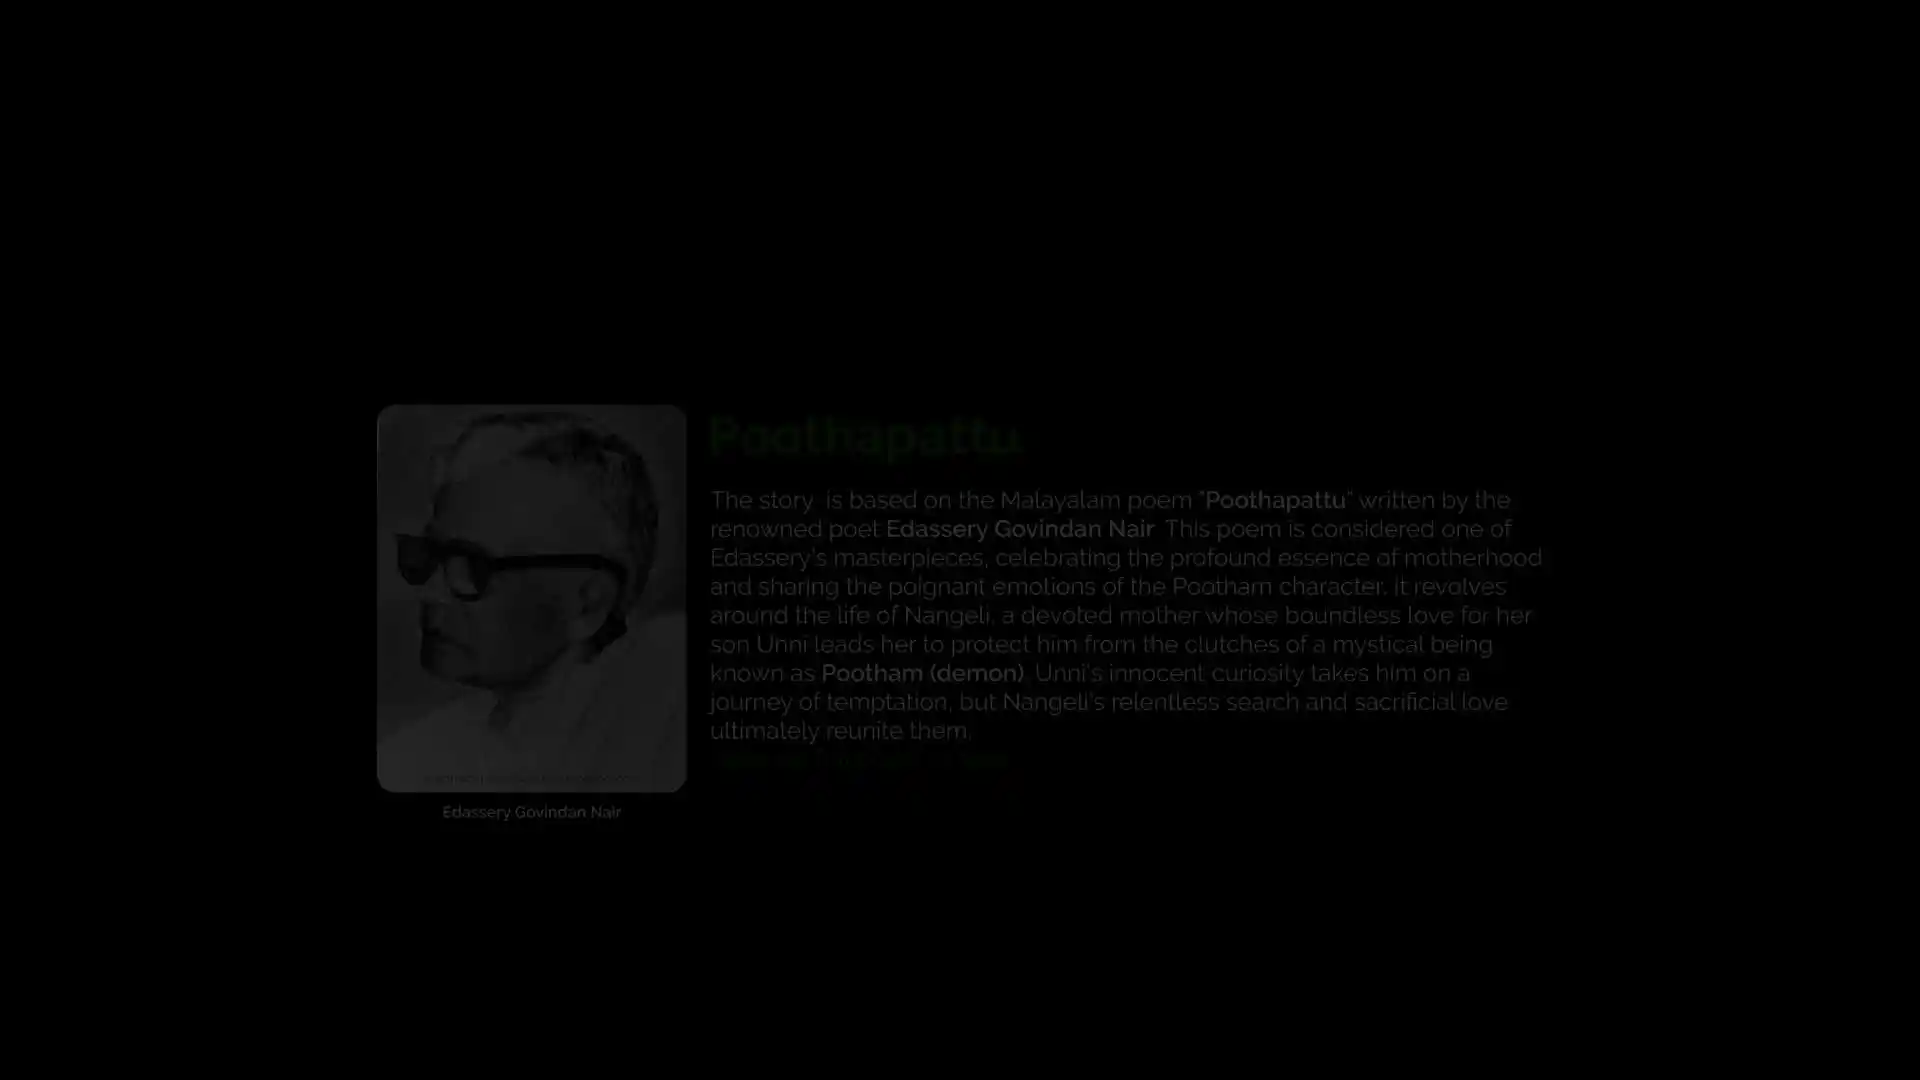 Poothapattu
The story is based on the Malayalam poem "Poothapattu" written by the
renowned poet Edassery Govindan Nair. This poem is considered one of
Edassery's masterpieces, celebrating the profound essence of motherhood
and sharing the poignant emotions of the Pootham character. It revolves
around the life of Nangeli, a devoted mother whose boundless love for her
son Unni leads her to protect him from the clutches of a mystical being
known as Pootham (demon). Unni's innocent curiosity takes him on a
journey of temptation, but Nangeli's relentless search and sacrificial love
ultimately reunite them.
Edassery Govindan Nair